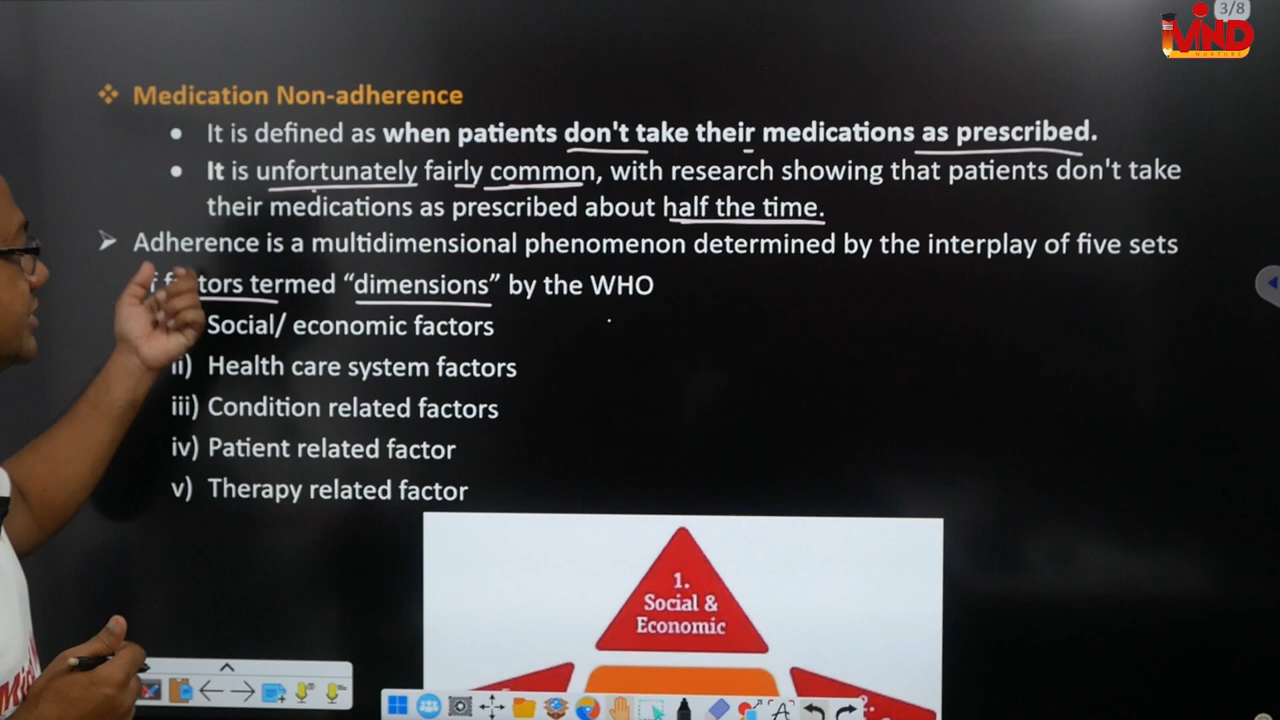 3/8
MIND
NURTURE
❖ Medication Non-adherence
• It is defined as when patients don't take their medications as prescribed.
• It is unfortunately fairly common, with research showing that patients don't take
their medications as prescribed about half the time.
➢ Adherence is a multidimensional phenomenon determined by the interplay of five sets
termed “dimensions” by the WHO
Social/ economic factors
ii) Health care system factors
iii) Condition related factors
iv) Patient related factor
v) Therapy related factor
1.
Social &
Economic